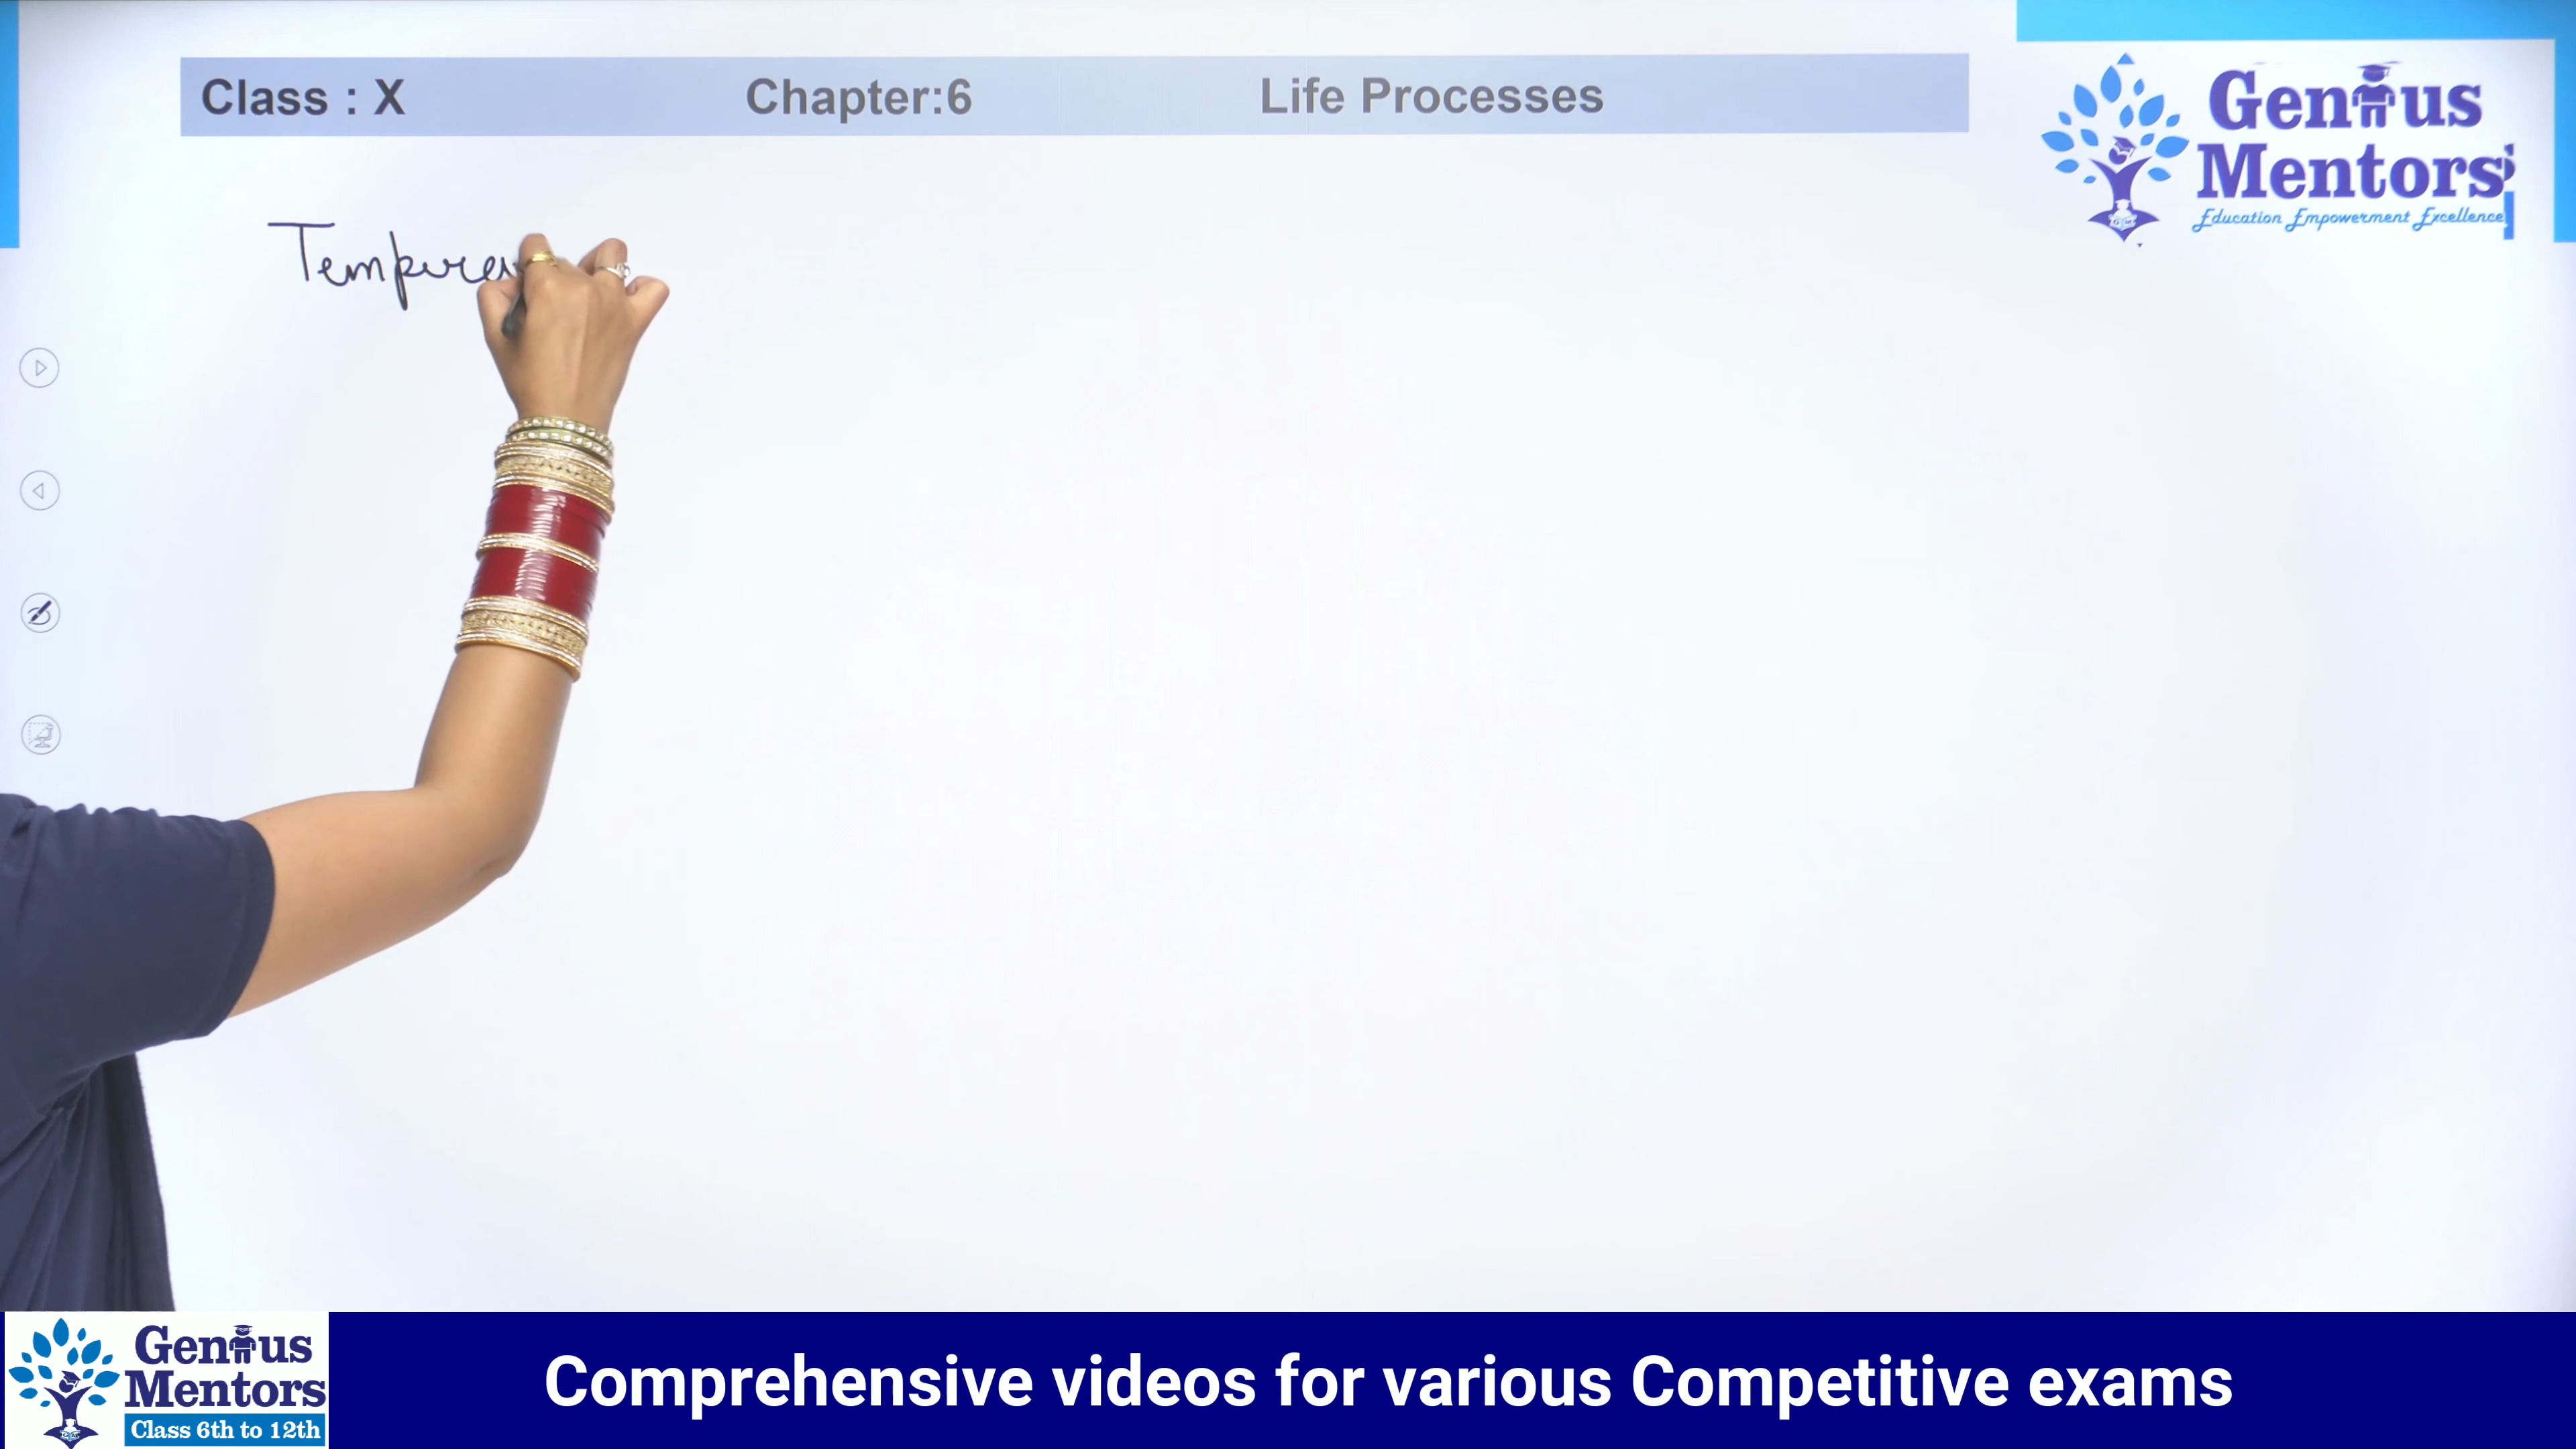 Class : X Chapter:6 Life Processes
Genius
Mentors
Education Empowerment Excellence
Genius
Mentors
Class 6th to 12th
Comprehensive videos for various Competitive exams